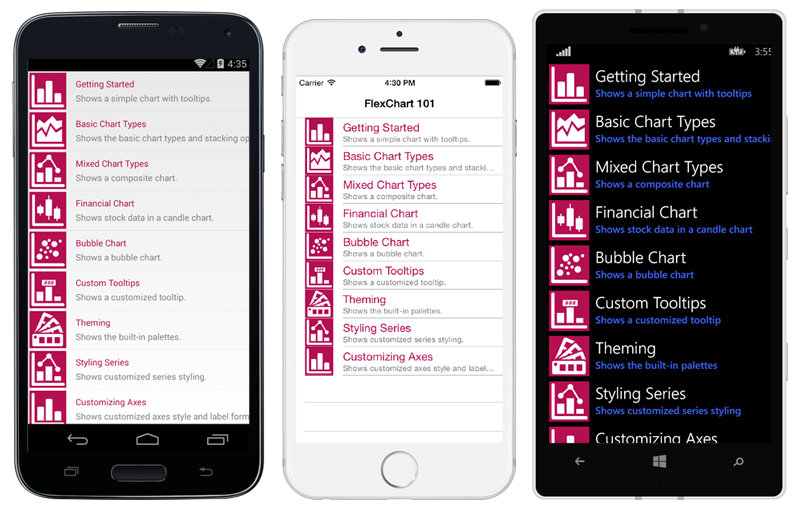 4:35
Getting Started
Shows a simple chart with tooltips.
Basic Chart Types
Shows the basic chart types and stacking op
Mixed Chart Types
Shows a composite chart.
Financial Chart
Shows stock data in a candle chart.
Bubble Chart
Shows a bubble chart.
Custom Tooltips
Shows a customized tooltip.
Theming
Shows the built-in palettes.
Styling Series
Shows customized series styling.
Customizing Axes
Shows customized axes style and label form
Carrier 4:30 PM
FlexChart 101
Getting Started
Shows a simple chart with tooltips.
Basic Chart Types
Shows the basic chart types and stacki...
Mixed Chart Types
Shows a composite chart.
Financial Chart
Shows stock data in a candle chart.
Bubble Chart
Shows a bubble chart.
Custom Tooltips
Shows a customized tooltip.
Theming
Shows the built-in palettes.
Styling Series
Shows customized series styling.
Customizing Axes
Shows customized axes style and label...
3:55
Getting Started
Shows a simple chart with tooltips
Basic Chart Types
Shows the basic chart types and stacki
Mixed Chart Types
Shows a composite chart
Financial Chart
Shows stock data in a candle chart
Bubble Chart
Shows a bubble chart
Custom Tooltips
Shows a customized tooltip
Theming
Shows the built-in palettes
Styling Series
Shows customized series styling
Customizing Axes